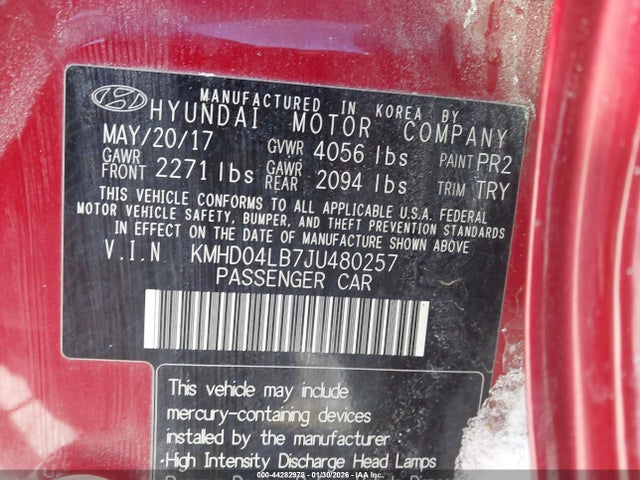 MANUFACTURED IN KOREA BY
HYUNDAI MOTOR COMPANY
MAY/20/17 GVWR 4056 lbs PAINT PR2
GAWR FRONT 2271 lbs GAWR REAR 2094 lbs TRIM TRY
THIS VEHICLE CONFORMS TO ALL APPLICABLE U.S.A. FEDERAL
MOTOR VEHICLE SAFETY, BUMPER, AND THEFT PREVENTION STANDARDS
IN EFFECT ON THE DATE OF MANUFACTURE SHOWN ABOVE
V.I.N KMHD04LB7JU480257
PASSENGER CAR
This vehicle may include
mercury-containing devices
installed by the manufacturer :
·High Intensity Discharge Head Lamps
© 44282978 - 01/30/2026 - IAA Holdings, LLC